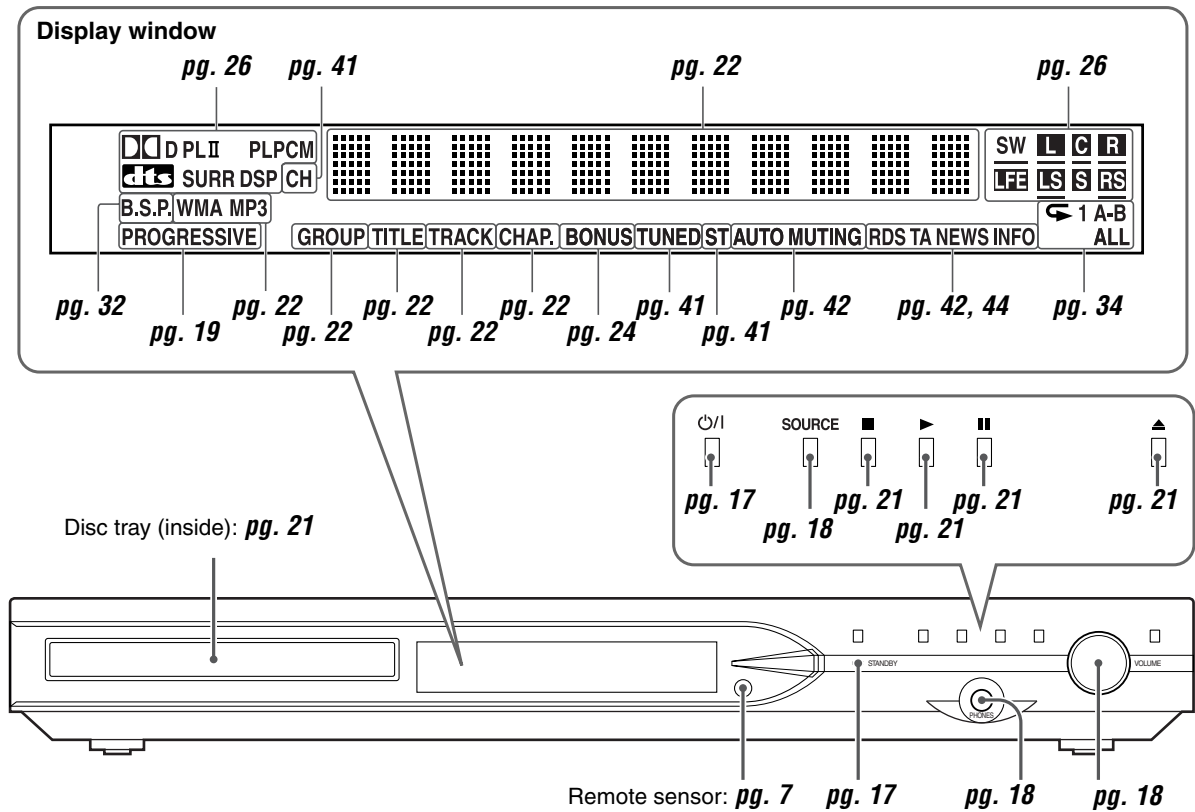 Display window
pg. 26 pg. 41 pg. 22 pg. 26
D PL II PLPCM SW L C R
dts SURR DSP CH LFE LS S RS
B.S.P. WMA MP3 1 A-B
PROGRESSIVE GROUP TITLE TRACK CHAP. BONUS TUNED ST AUTO MUTING RDS TA NEWS INFO ALL
pg. 32 pg. 22 pg. 22 pg. 22 pg. 41 pg. 42 pg. 42, 44 pg. 34
pg. 19 pg. 22 pg. 22 pg. 24 pg. 41
⏻/I SOURCE ■ ► ▮▮ ▲
pg. 17 pg. 21 pg. 21 pg. 21
pg. 18 pg. 21
Disc tray (inside): pg. 21
STANDBY VOLUME
PHONES
Remote sensor: pg. 7 pg. 17 pg. 18 pg. 18